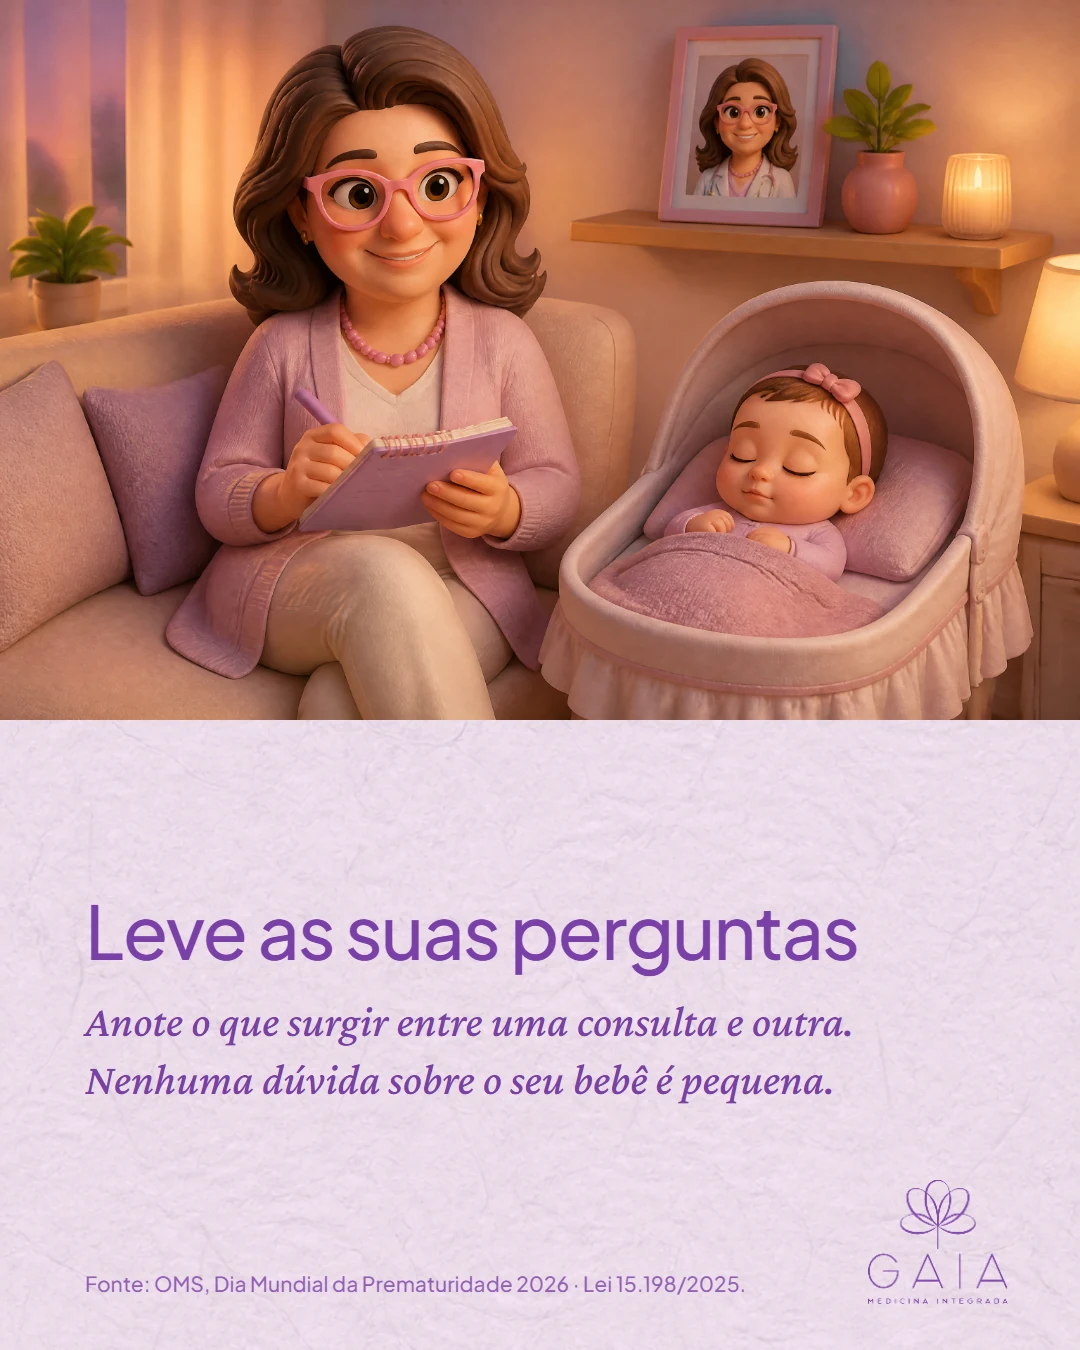 Leve as suas perguntas
Anote o que surgir entre uma consulta e outra.
Nenhuma dúvida sobre o seu bebê é pequena.
Fonte: OMS, Dia Mundial da Prematuridade 2026 · Lei 15.198/2025.
GAIA
MEDICINA INTEGRADA